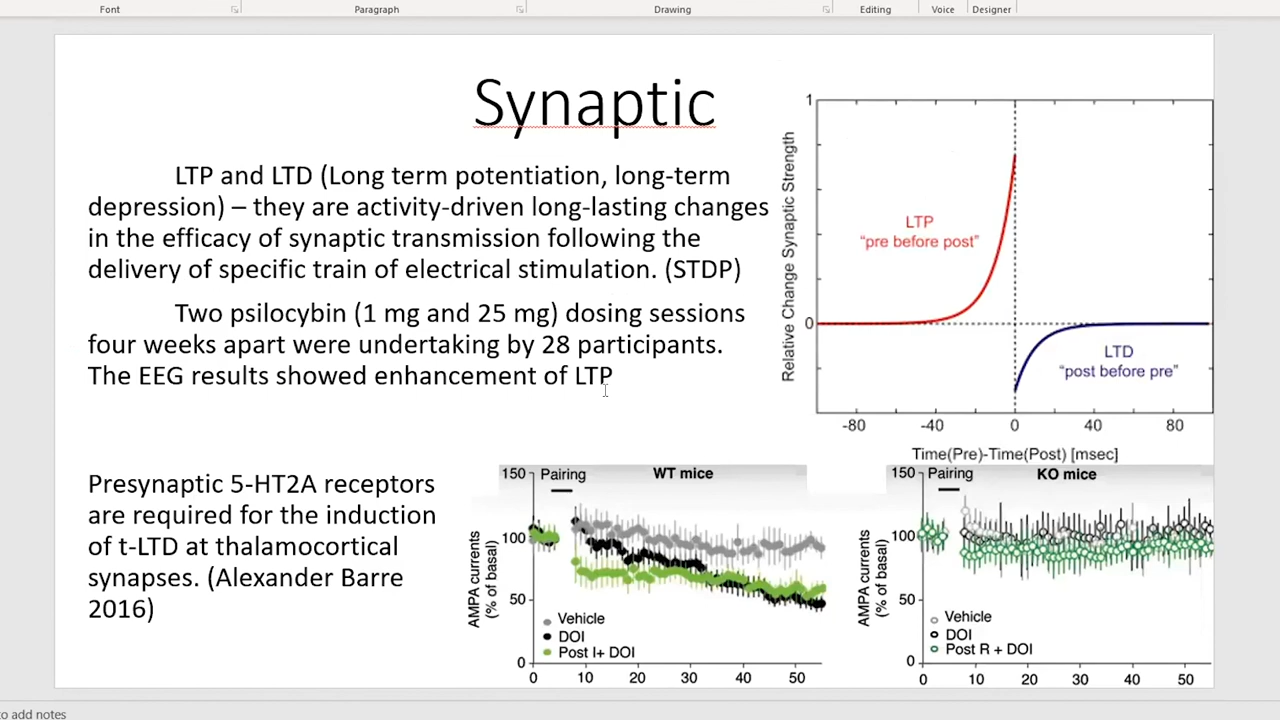 Font
Paragraph
Drawing
Editing
Voice
Designer
Synaptic
LTP and LTD (Long term potentiation, long-term
depression) – they are activity-driven long-lasting changes
in the efficacy of synaptic transmission following the
delivery of specific train of electrical stimulation. (STDP)
Two psilocybin (1 mg and 25 mg) dosing sessions
four weeks apart were undertaking by 28 participants.
The EEG results showed enhancement of LTP
1
0
Relative Change Synaptic Strength
LTP
"pre before post"
LTD
"post before pre"
-80 -40 0 40 80
Time(Pre)-Time(Post) [msec]
Presynaptic 5-HT2A receptors
are required for the induction
of t-LTD at thalamocortical
synapses. (Alexander Barre
2016)
150
100
50
0
AMPA currents
(% of basal)
Pairing
WT mice
Vehicle
DOI
Post I+ DOI
0 10 20 30 40 50
150
100
50
0
AMPA currents
(% of basal)
Pairing
KO mice
Vehicle
DOI
Post R + DOI
0 10 20 30 40 50
to add notes